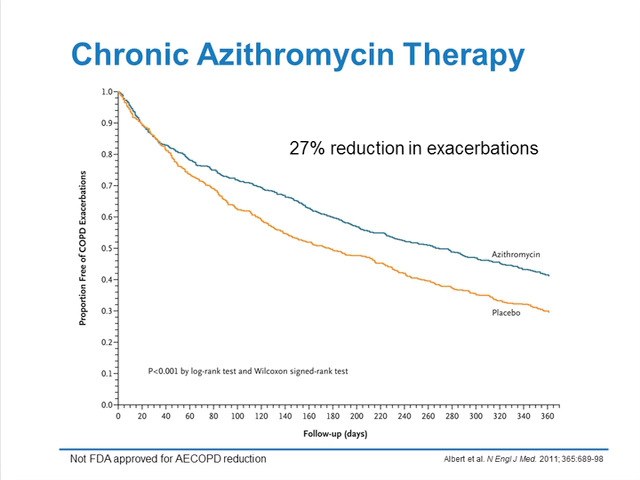 Chronic Azithromycin Therapy
27% reduction in exacerbations
Proportion Free of COPD Exacerbations
1.0
0.9
0.8
0.7
0.6
0.5
0.4
0.3
0.2
0.1
0.0
Azithromycin
Placebo
P<0.001 by log-rank test and Wilcoxon signed-rank test
0 20 40 60 80 100 120 140 160 180 200 220 240 260 280 300 320 340 360
Follow-up (days)
Not FDA approved for AECOPD reduction
Albert et al. N Engl J Med. 2011; 365:689-98